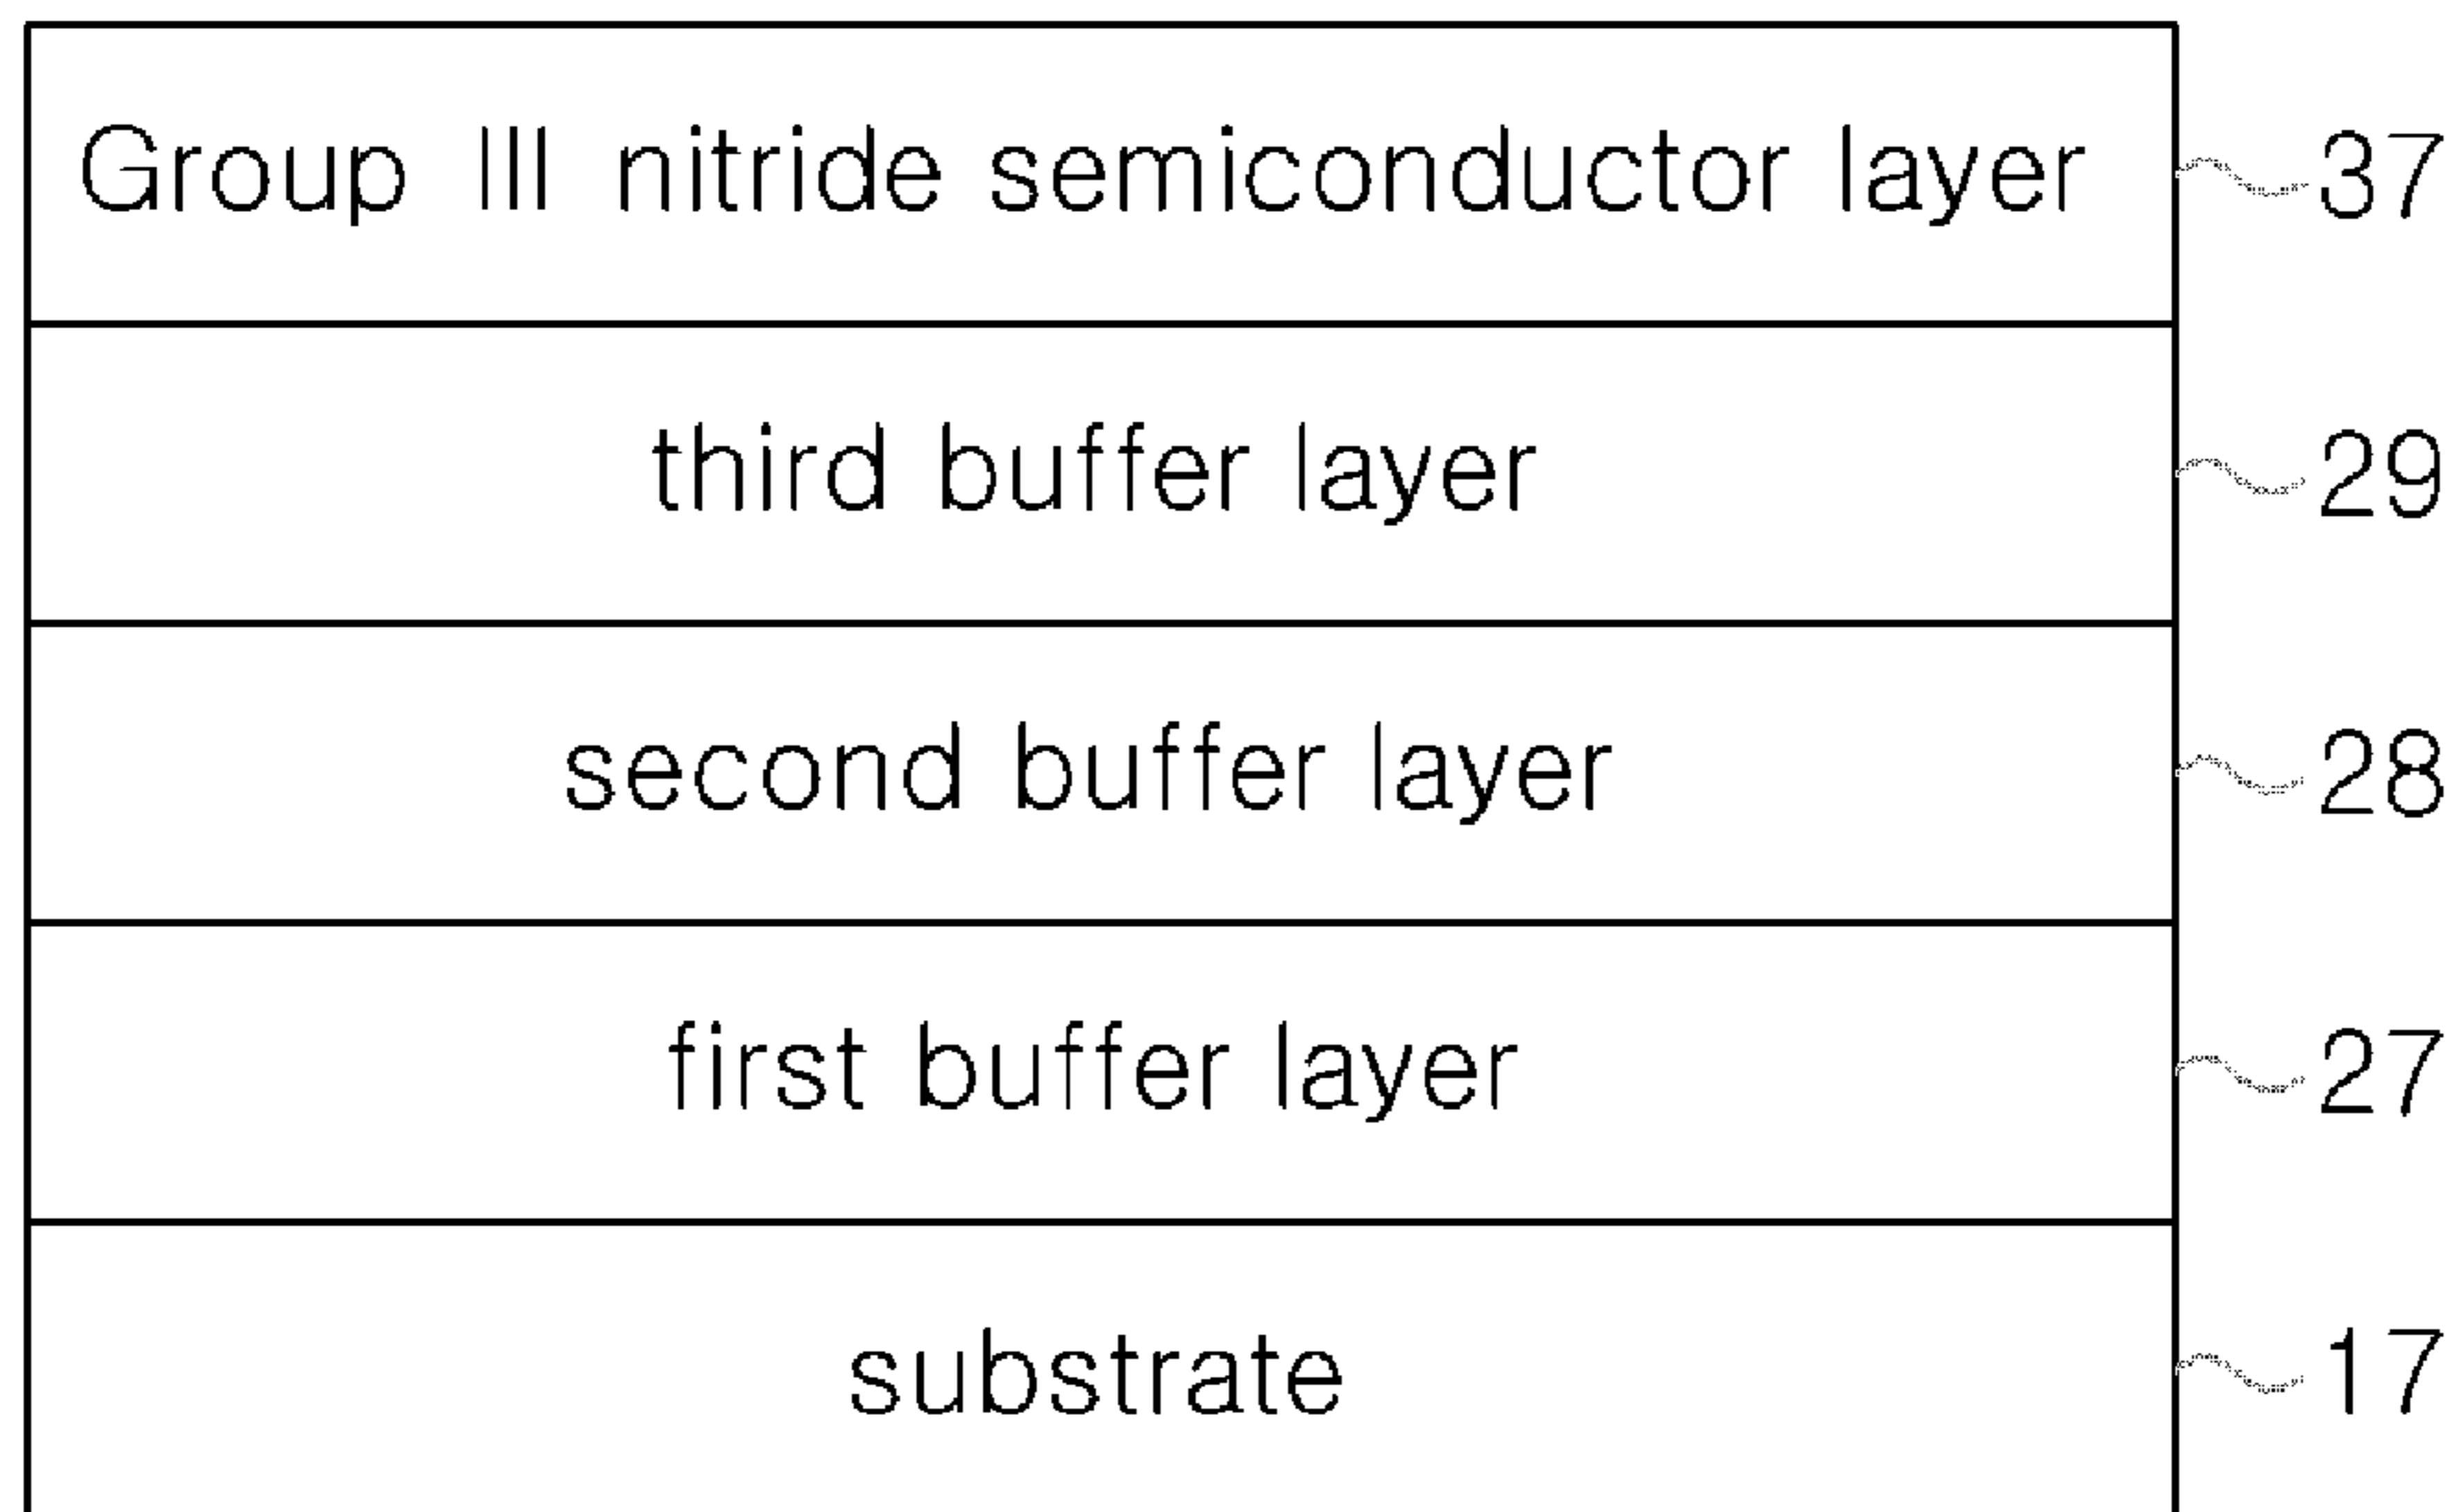 Group III nitride semiconductor layer 37
third buffer layer 29
second buffer layer 28
first buffer layer 27
substrate 17